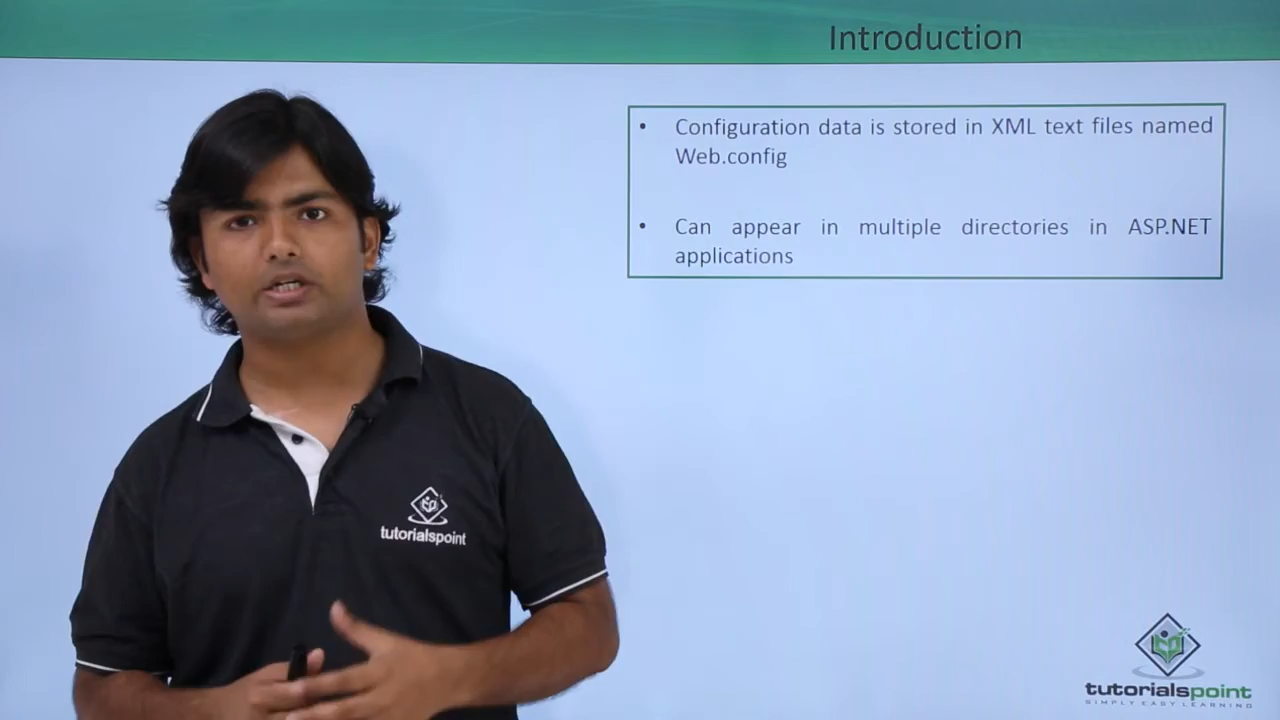 Introduction
• Configuration data is stored in XML text files named
Web.config
• Can appear in multiple directories in ASP.NET
applications
tutorialspoint
tutorialspoint
SIMPLY EASY LEARNING